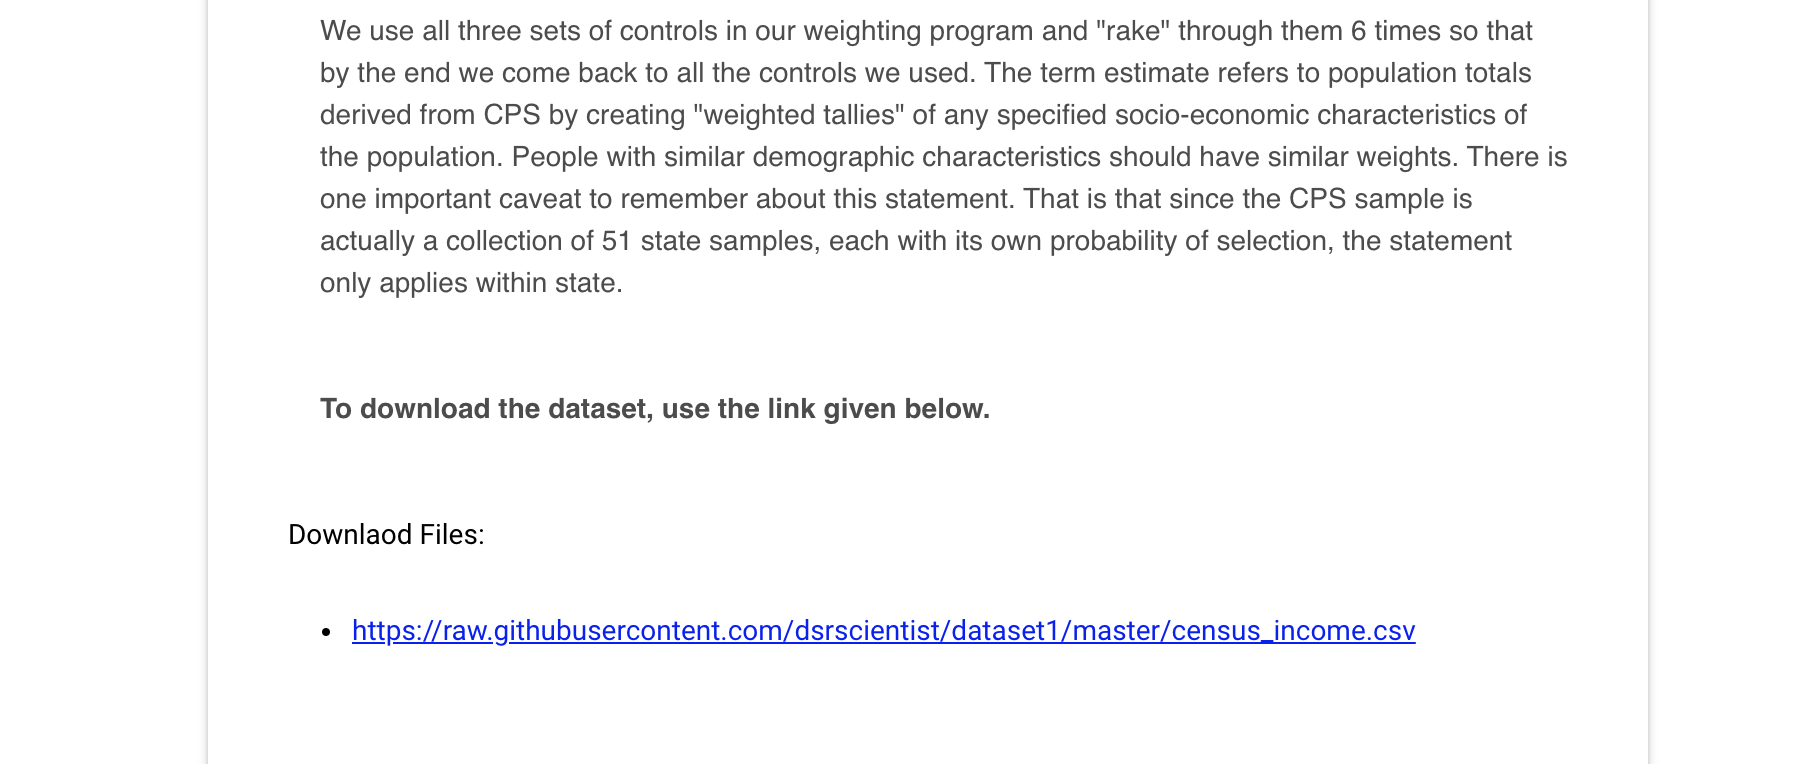 We use all three sets of controls in our weighting program and "rake" through them 6 times so that
by the end we come back to all the controls we used. The term estimate refers to population totals
derived from CPS by creating "weighted tallies" of any specified socio-economic characteristics of
the population. People with similar demographic characteristics should have similar weights. There is
one important caveat to remember about this statement. That is that since the CPS sample is
actually a collection of 51 state samples, each with its own probability of selection, the statement
only applies within state.
To download the dataset, use the link given below.
Downlaod Files:
• https://raw.githubusercontent.com/dsrscientist/dataset1/master/census_income.csv